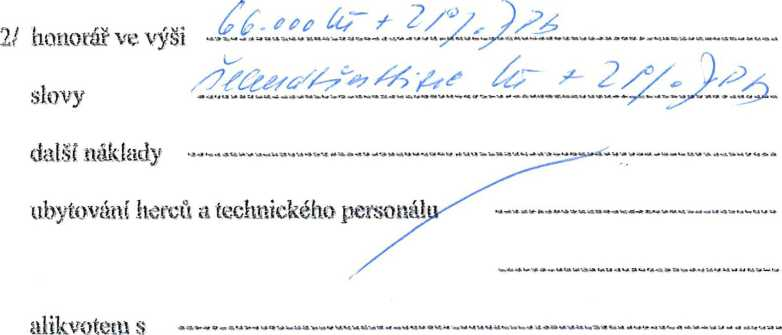 2/ honorář ve výši 66.000 Kč + 21% DPH
slovy Kč + 21% DPH
další náklady
ubytování herců a technického personálu
alikvotem s